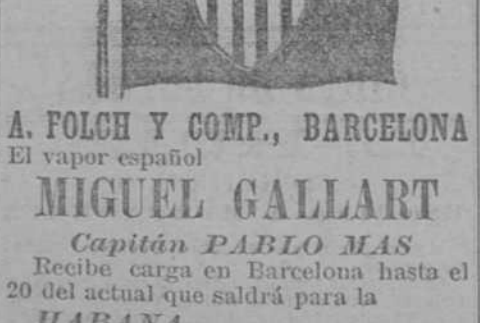 A. FOLCH Y COMP., BARCELONA
El vapor español
MIGUEL GALLART
Capitán PABLO MAS
Recibe carga en Barcelona hasta el
20 del actual que saldrá para la
HABANA